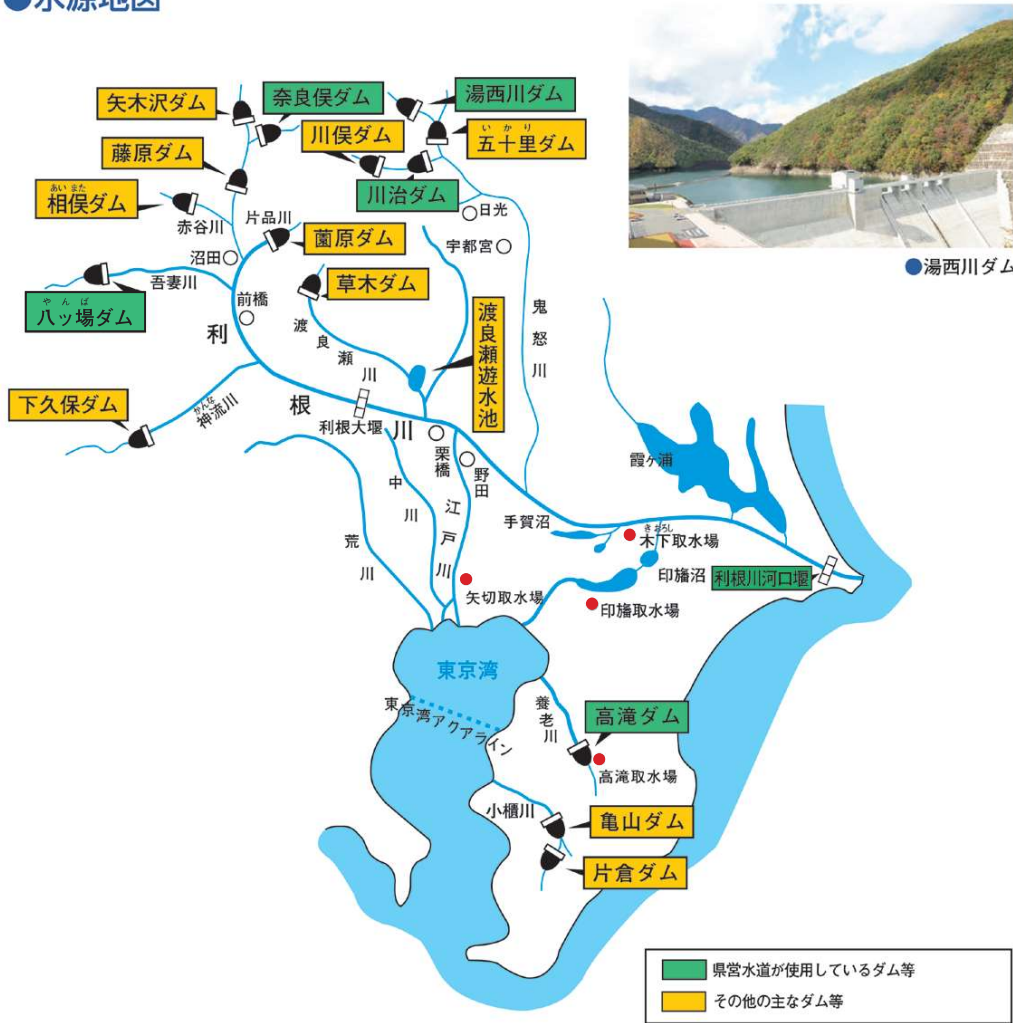 ●水源地図
矢木沢ダム
奈良俣ダム
湯西川ダム
川俣ダム
いかり
五十里ダム
藤原ダム
川治ダム
あいまた
相俣ダム
赤谷川
片品川
日光
●湯西川ダム
沼田
薗原ダム
宇都宮
吾妻川
草木ダム
やんば
八ッ場ダム
前橋
渡良瀬川
渡良瀬遊水池
鬼怒川
利根川
下久保ダム
かんな
神流川
利根大堰
栗橋
野田
中川
江戸川
荒川
霞ヶ浦
手賀沼
きおろし
木下取水場
印旛沼
利根川河口堰
矢切取水場
印旛取水場
東京湾
東京湾アクアライン
養老川
高滝ダム
高滝取水場
小櫃川
亀山ダム
片倉ダム
県営水道が使用しているダム等
その他の主なダム等